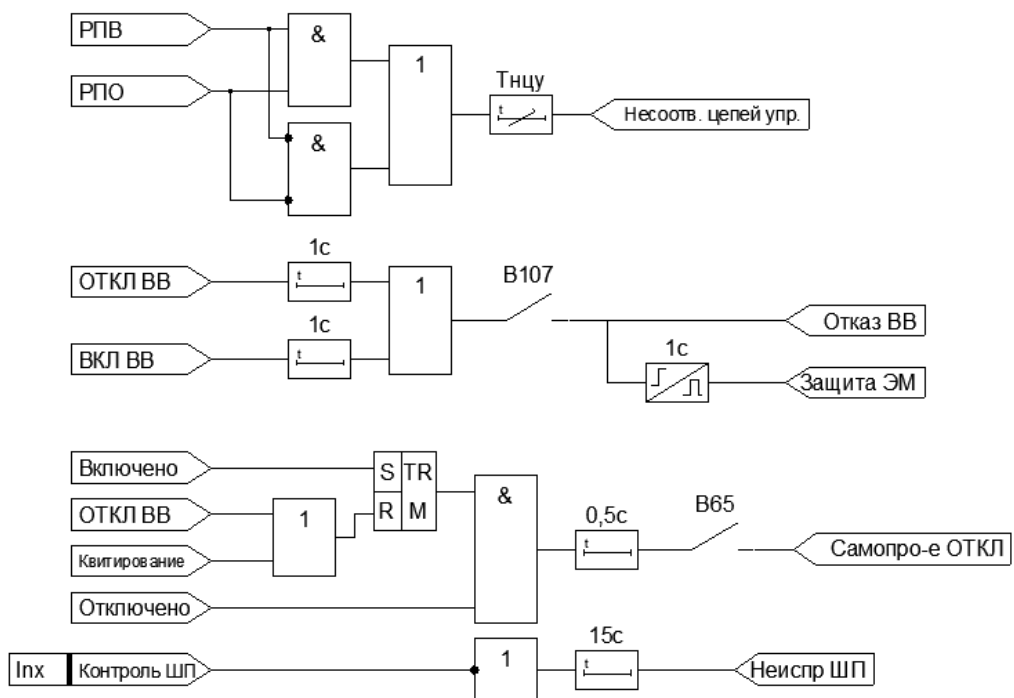 РПВ
&
1
Тнцу
РПО
t
Несоотв. цепей упр.
&
1с
ОТКЛ ВВ
t
1
В107
Отказ ВВ
1с
ВКЛ ВВ
t
1с
Защита ЭМ
Включено
S TR
&
ОТКЛ ВВ
1
R M
0,5с
В65
t
Самопро-е ОТКЛ
Квитирование
Отключено
15с
Inx Контроль ШП
1
t
Неиспр ШП